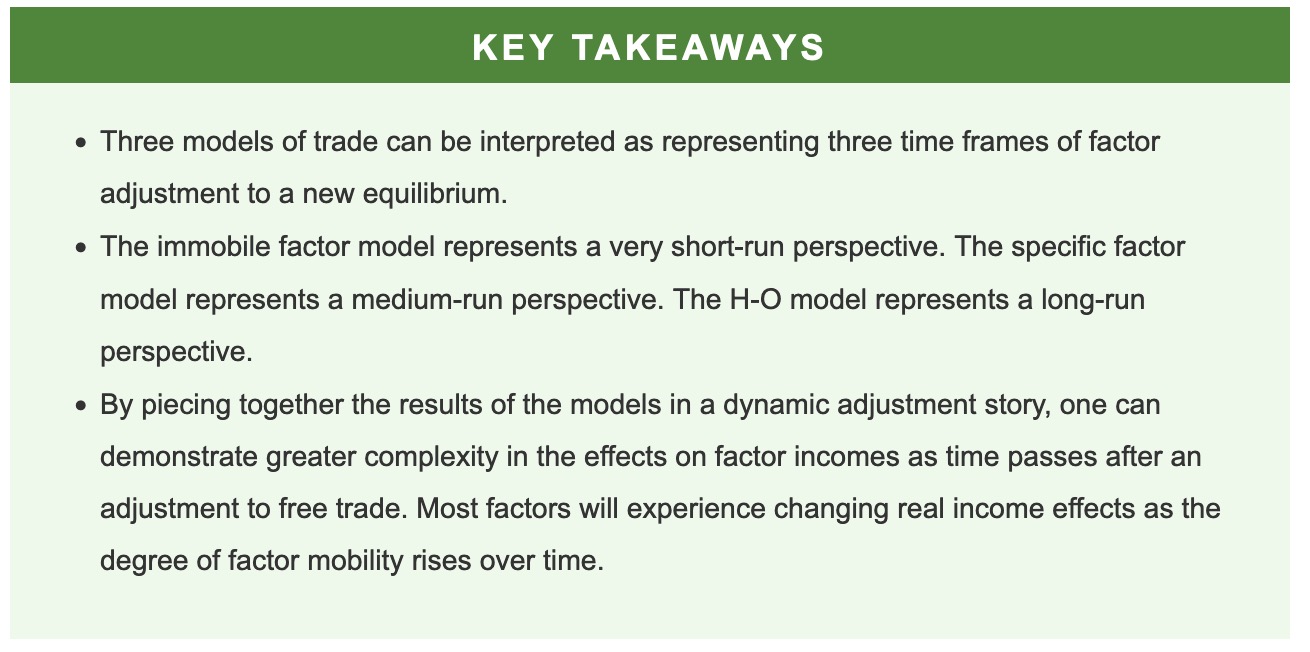 KEY TAKEAWAYS
• Three models of trade can be interpreted as representing three time frames of factor
adjustment to a new equilibrium.
• The immobile factor model represents a very short-run perspective. The specific factor
model represents a medium-run perspective. The H-O model represents a long-run
perspective.
• By piecing together the results of the models in a dynamic adjustment story, one can
demonstrate greater complexity in the effects on factor incomes as time passes after an
adjustment to free trade. Most factors will experience changing real income effects as the
degree of factor mobility rises over time.